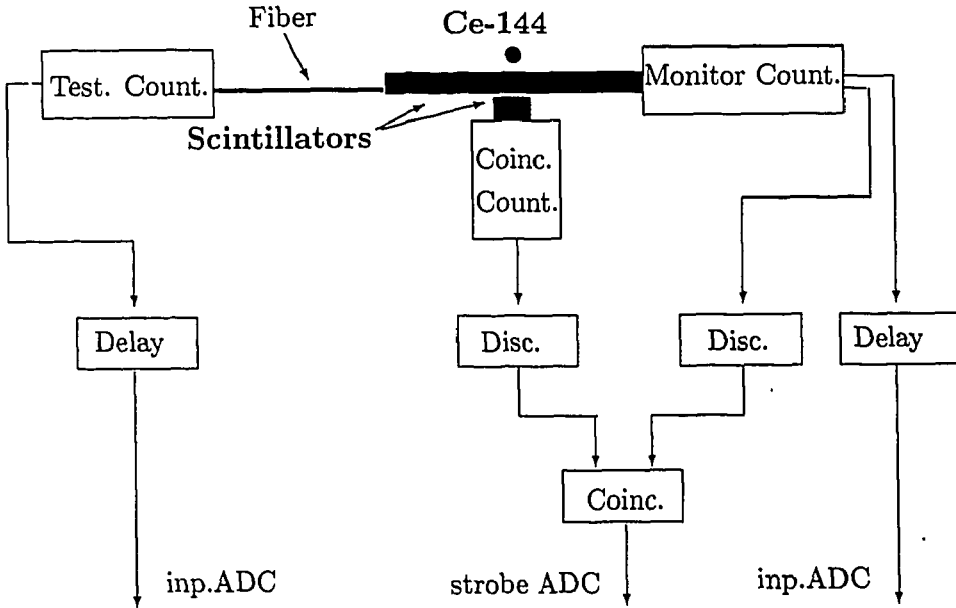 Fiber
Ce-144
Test. Count.
Monitor Count.
Scintillators
Coinc.
Count.
Delay
Disc.
Disc.
Delay
Coinc.
inp.ADC
strobe ADC
inp.ADC